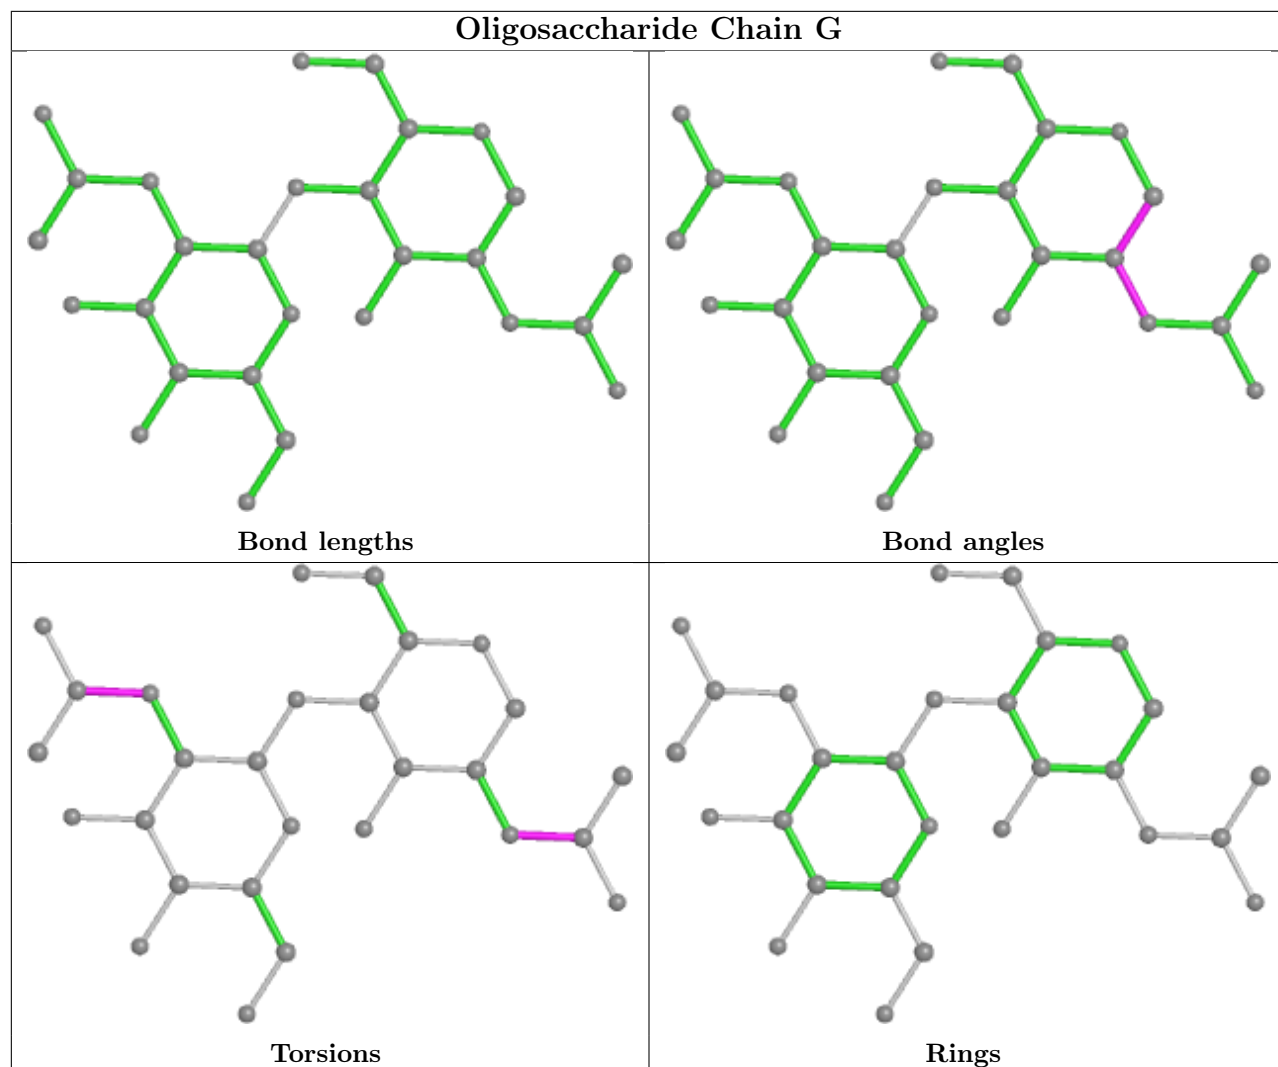 Oligosaccharide Chain G
Bond lengths
Bond angles
Torsions
Rings